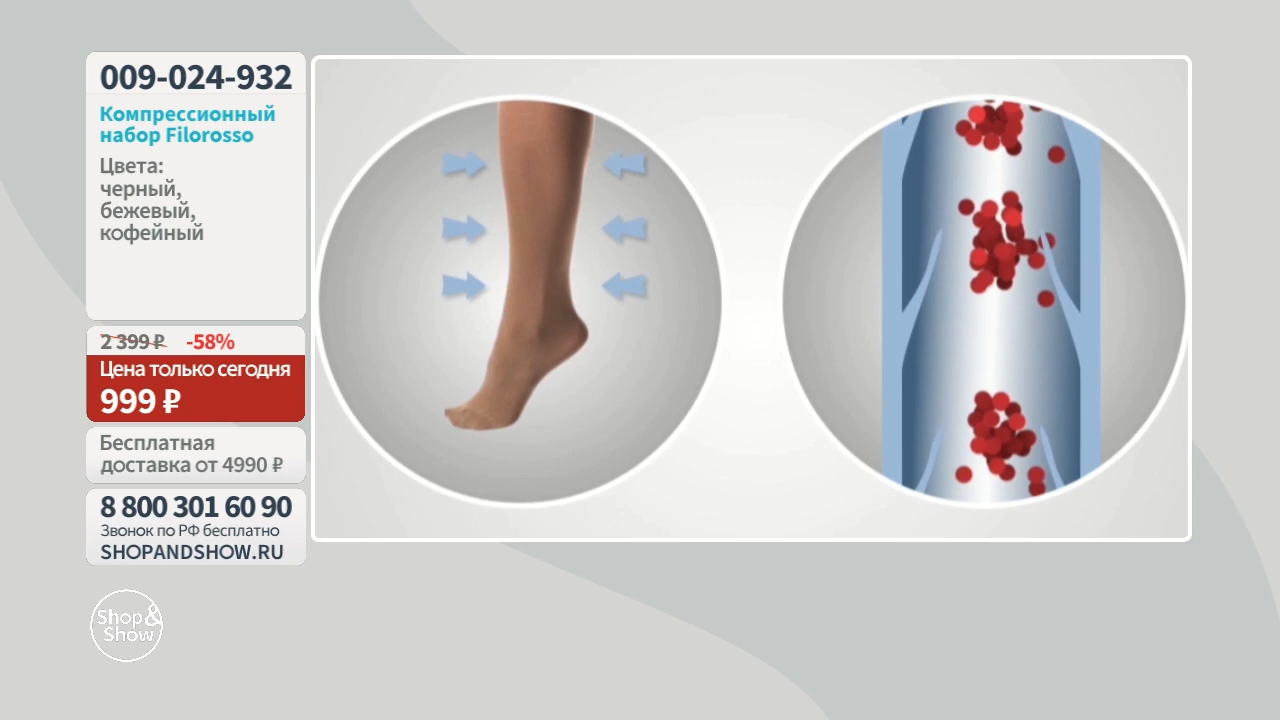 009-024-932
Компрессионный
набор Filorosso
Цвета:
черный,
бежевый,
кофейный
2 399 ₽ -58%
Цена только сегодня
999 ₽
Бесплатная
доставка от 4990 ₽
8 800 301 60 90
Звонок по РФ бесплатно
SHOPANDSHOW.RU
Shop&
Show